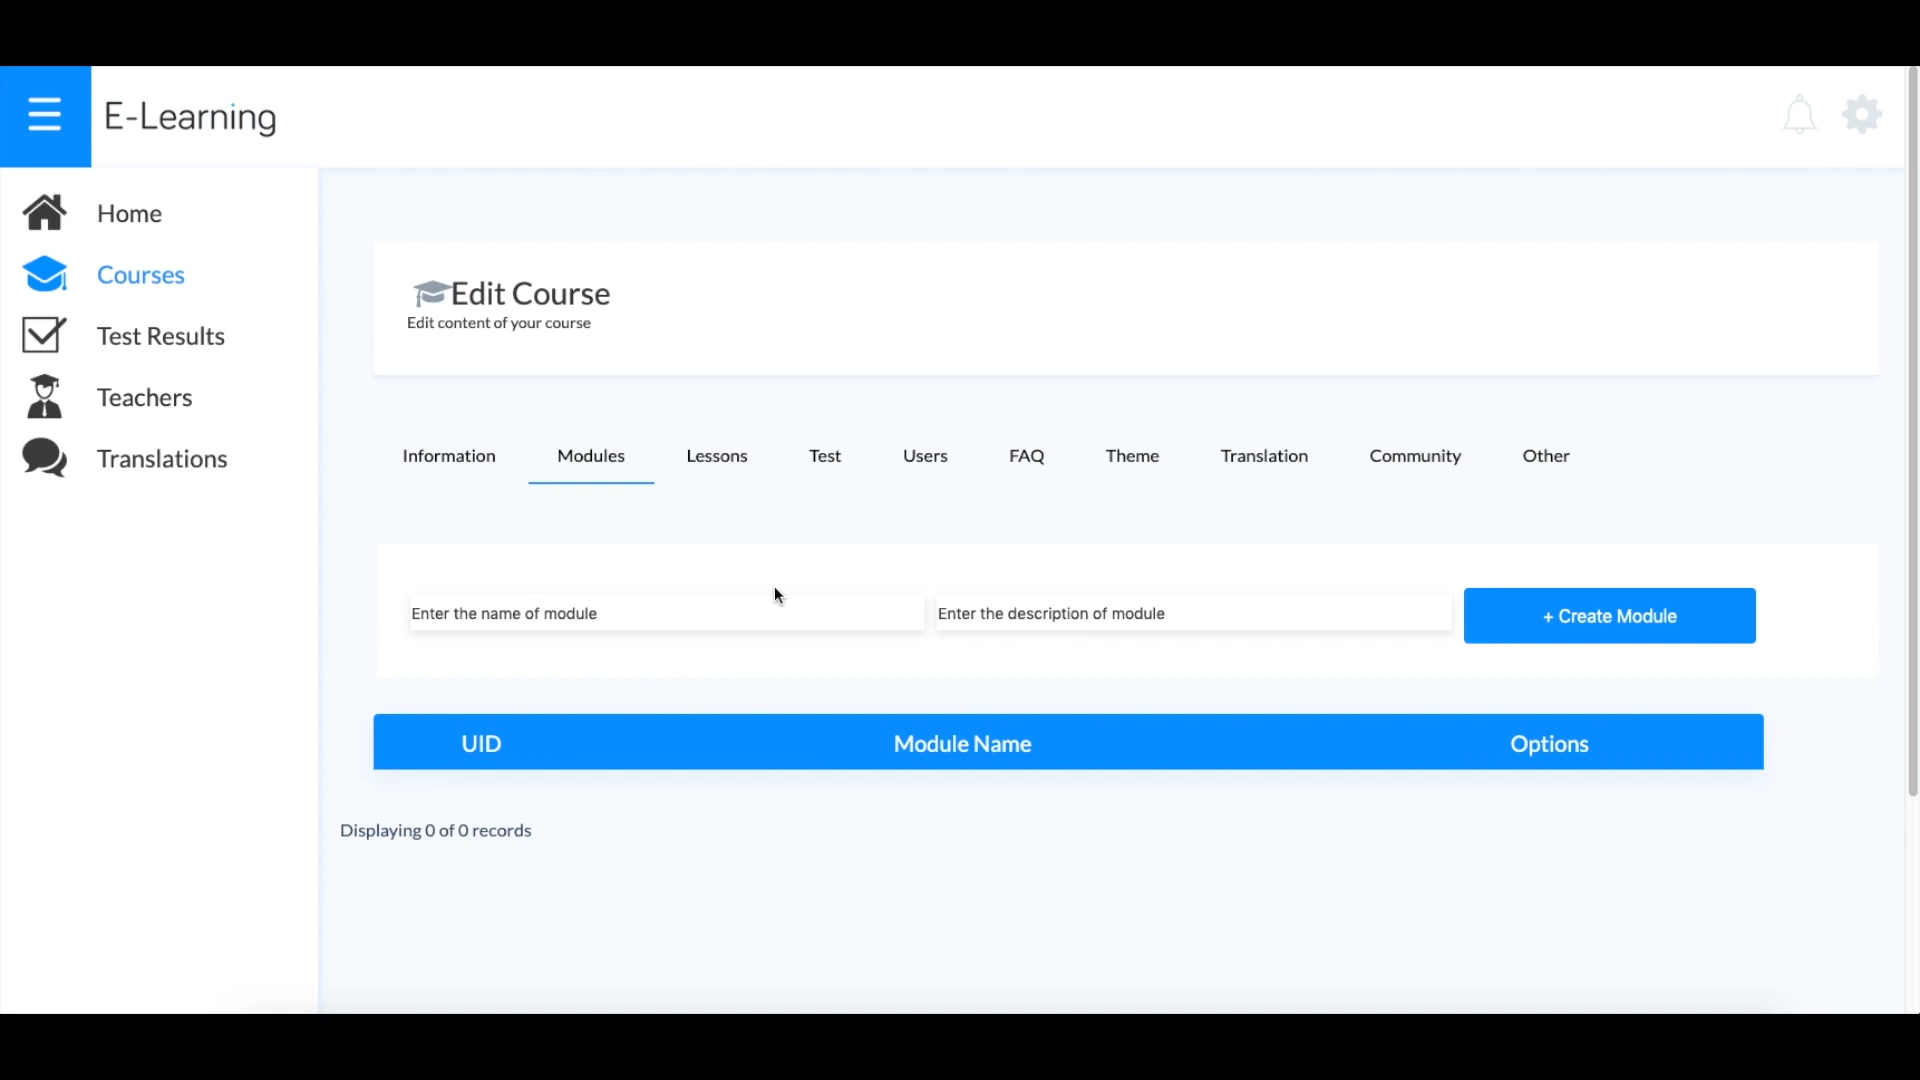 E-Learning
Home
Courses
Test Results
Teachers
Translations
Edit Course
Edit content of your course
Information Modules Lessons Test Users FAQ Theme Translation Community Other
Enter the name of module Enter the description of module + Create Module
UID Module Name Options
Displaying 0 of 0 records